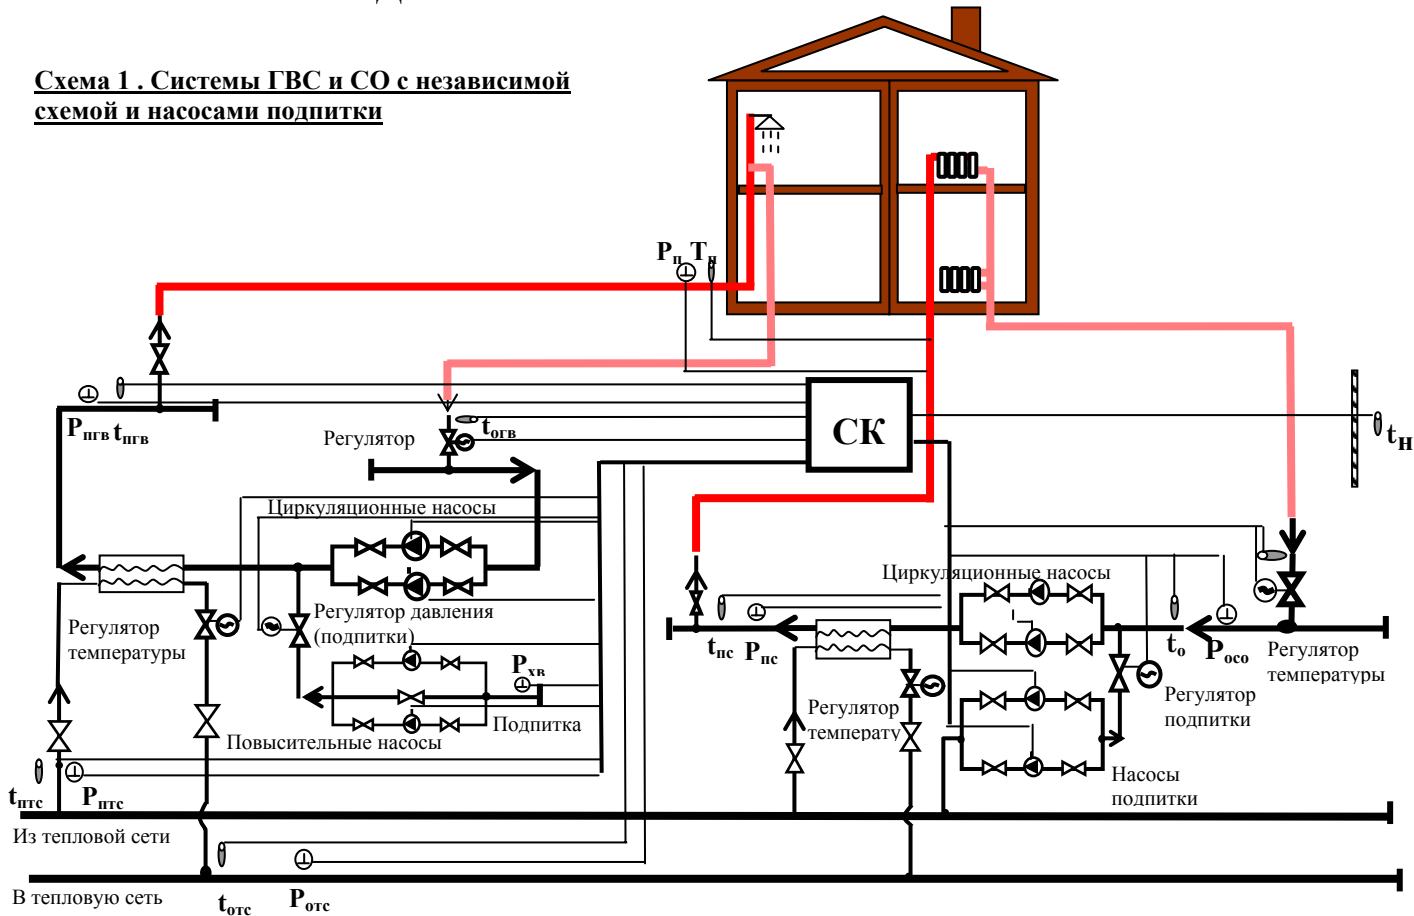 Схема 1 . Системы ГВС и СО с независимой
схемой и насосами подпитки
Pп Tн
Pпгв tпгв
Регулятор
tогв
СК
tн
Циркуляционные насосы
Циркуляционные насосы
Регулятор давления
(подпитки)
Регулятор
температуры
Pхв
Подпитка
Повысительные насосы
tпс Pпс
tо Pосо
Регулятор
температуры
Регулятор
подпитки
Регулятор
температу
Насосы
подпитки
tптс Pптс
Из тепловой сети
В тепловую сеть
tотс Pотс